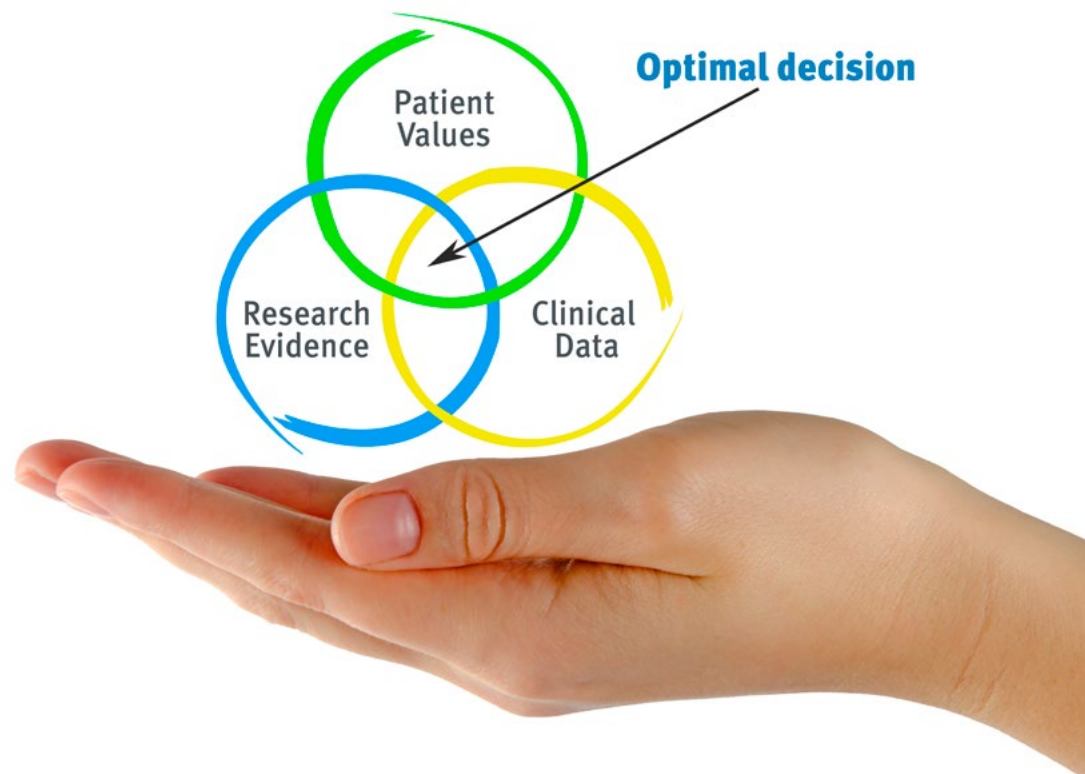 Optimal decision
Patient
Values
Research
Evidence
Clinical
Data